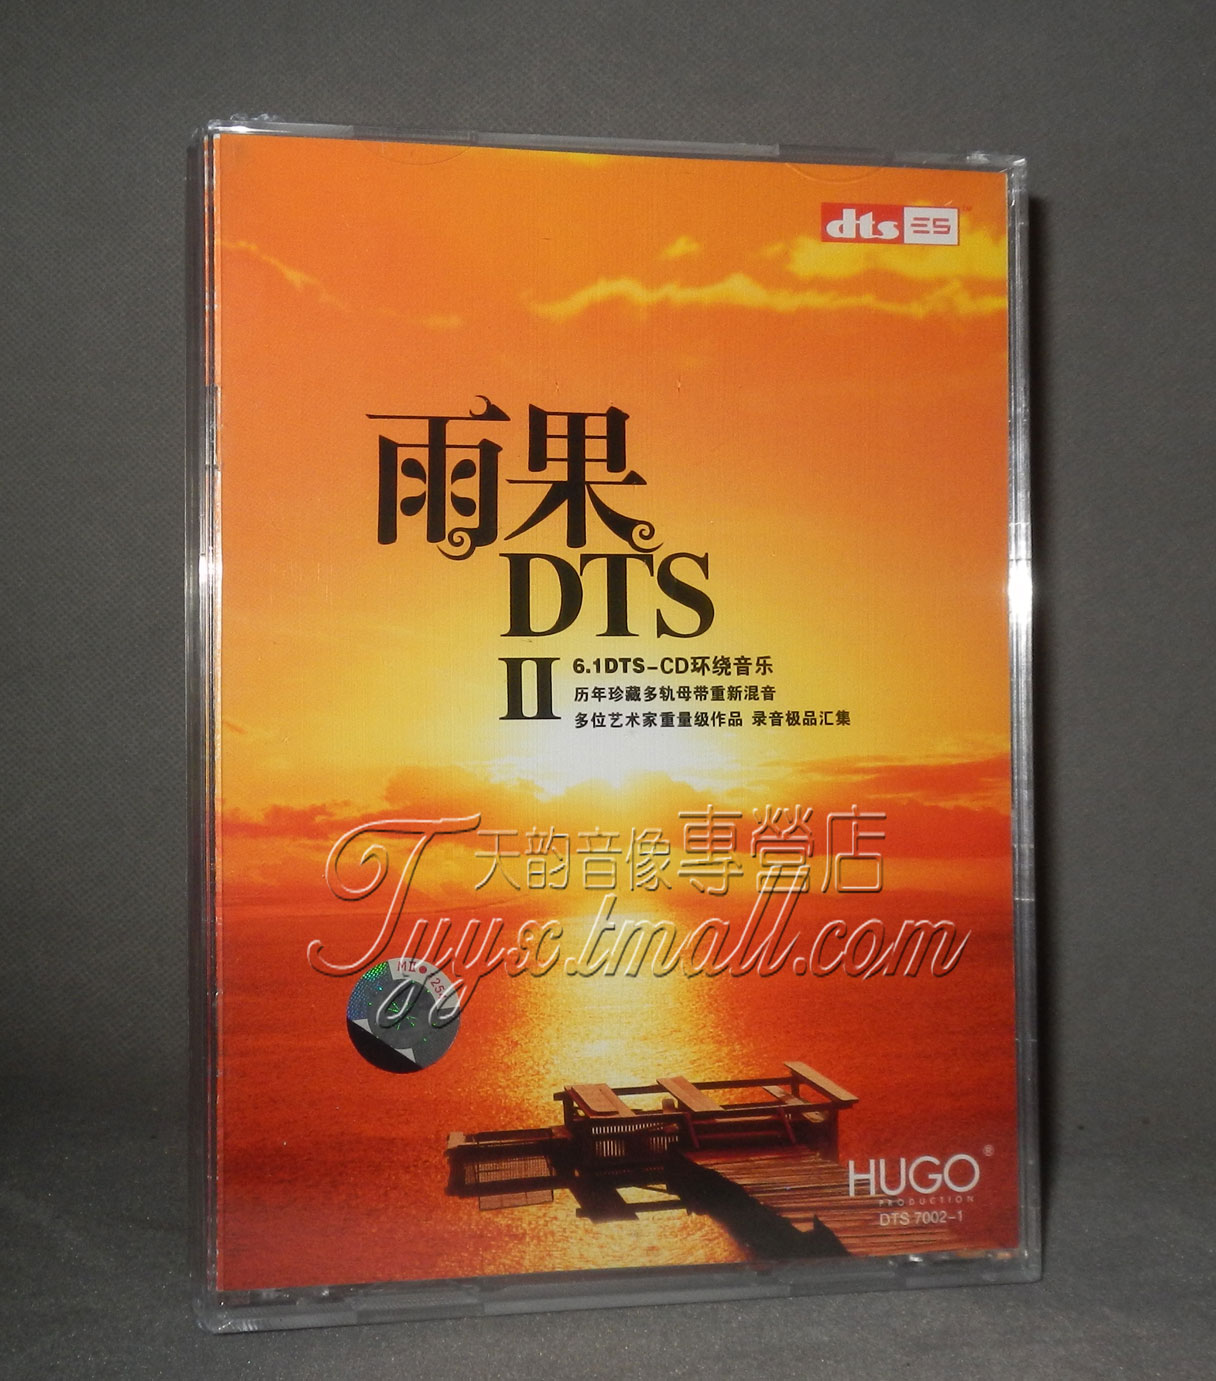 dts ES ™
雨果
DTS
II
6.1DTS-CD环绕音乐
历年珍藏多轨母带重新混音
多位艺术家重量级作品 录音极品汇集
天韵音像專營店
Tyyx.tmall.com
HUGO®
PRODUCTION
DTS 7002-1